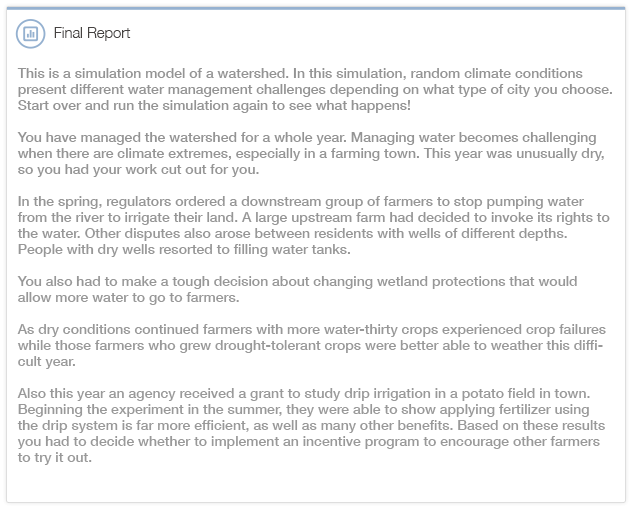 Final Report
This is a simulation model of a watershed. In this simulation, random climate conditions
present different water management challenges depending on what type of city you choose.
Start over and run the simulation again to see what happens!
You have managed the watershed for a whole year. Managing water becomes challenging
when there are climate extremes, especially in a farming town. This year was unusually dry,
so you had your work cut out for you.
In the spring, regulators ordered a downstream group of farmers to stop pumping water
from the river to irrigate their land. A large upstream farm had decided to invoke its rights to
the water. Other disputes also arose between residents with wells of different depths.
People with dry wells resorted to filling water tanks.
You also had to make a tough decision about changing wetland protections that would
allow more water to go to farmers.
As dry conditions continued farmers with more water-thirty crops experienced crop failures
while those farmers who grew drought-tolerant crops were better able to weather this diffi-
cult year.
Also this year an agency received a grant to study drip irrigation in a potato field in town.
Beginning the experiment in the summer, they were able to show applying fertilizer using
the drip system is far more efficient, as well as many other benefits. Based on these results
you had to decide whether to implement an incentive program to encourage other farmers
to try it out.